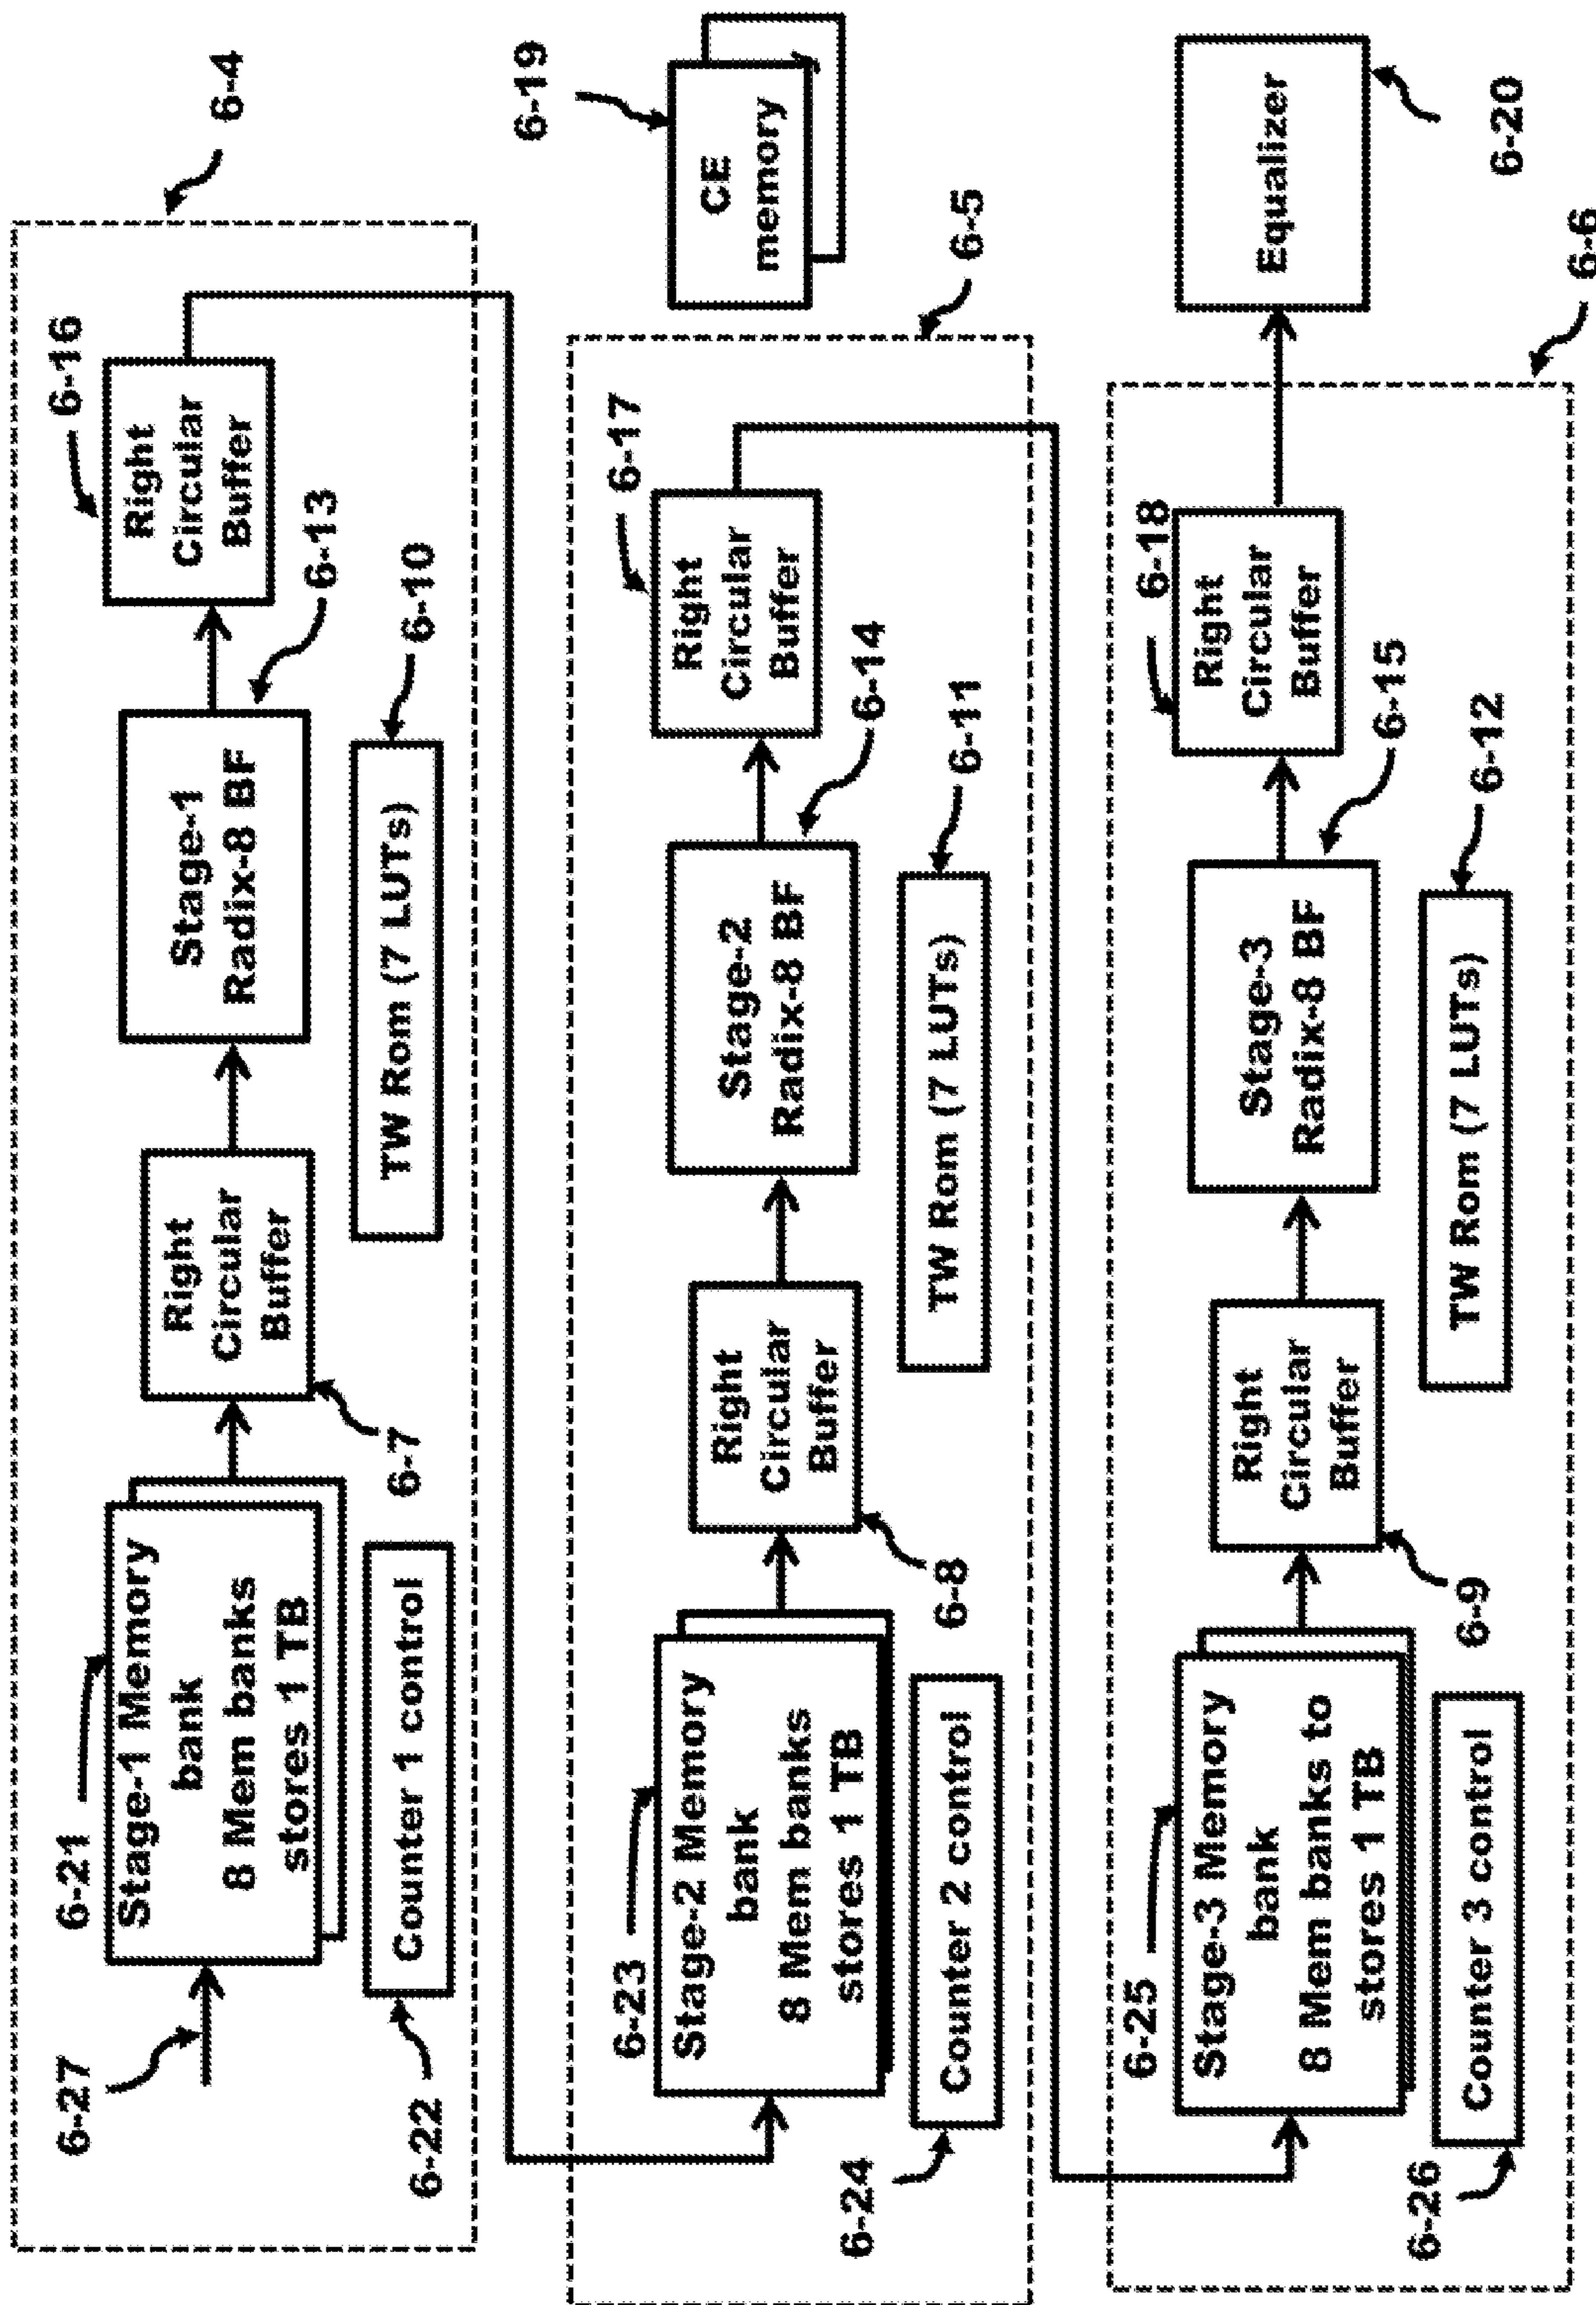 6-4
6-16
Right
Circular
Buffer
6-13
Stage-1
Radix-8 BF
6-10
TW Rom (7 LUTs)
Right
Circular
Buffer
6-7
6-21
Stage-1 Memory
bank
8 Mem banks
stores 1 TB
Counter 1 control
6-27
6-22
6-19
CE
memory
6-5
6-17
Right
Circular
Buffer
6-14
Stage-2
Radix-8 BF
6-11
TW Rom (7 LUTs)
Right
Circular
Buffer
6-8
6-23
Stage-2 Memory
bank
8 Mem banks
stores 1 TB
Counter 2 control
6-24
Equalizer
6-20
6-6
6-18
Right
Circular
Buffer
6-15
Stage-3
Radix-8 BF
6-12
TW Rom (7 LUTs)
Right
Circular
Buffer
6-9
6-25
Stage-3 Memory
bank
8 Mem banks to
stores 1 TB
Counter 3 control
6-26